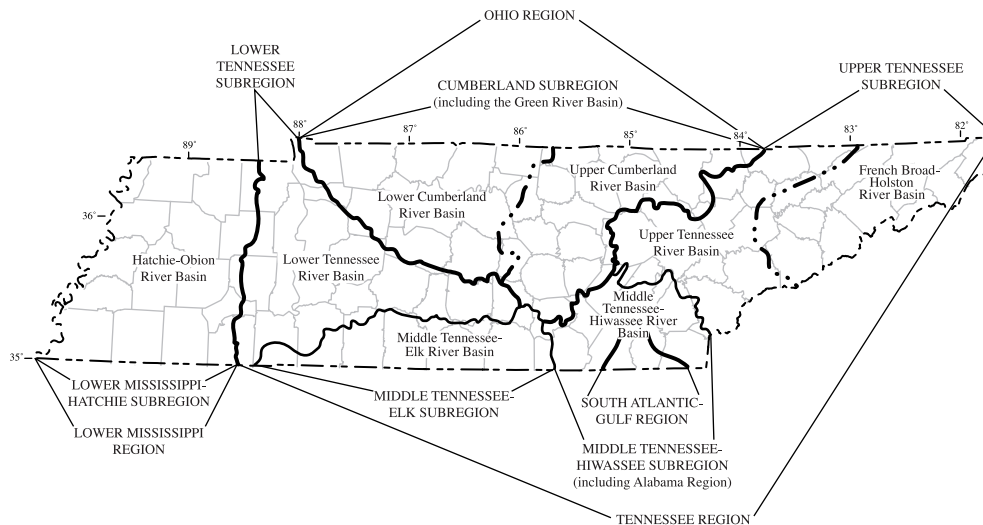 OHIO REGION
LOWER
TENNESSEE
SUBREGION
CUMBERLAND SUBREGION
(including the Green River Basin)
UPPER TENNESSEE
SUBREGION
88°
87°
86°
85°
84°
83°
82°
89°
36°
35°
Hatchie-Obion
River Basin
Lower Tennessee
River Basin
Lower Cumberland
River Basin
Upper Cumberland
River Basin
Upper Tennessee
River Basin
French Broad-
Holston
River Basin
Middle Tennessee-
Elk River Basin
Middle
Tennessee-
Hiwassee River
Basin
LOWER MISSISSIPPI-
HATCHIE SUBREGION
LOWER MISSISSIPPI
REGION
MIDDLE TENNESSEE-
ELK SUBREGION
SOUTH ATLANTIC-
GULF REGION
MIDDLE TENNESSEE-
HIWASSEE SUBREGION
(including Alabama Region)
TENNESSEE REGION